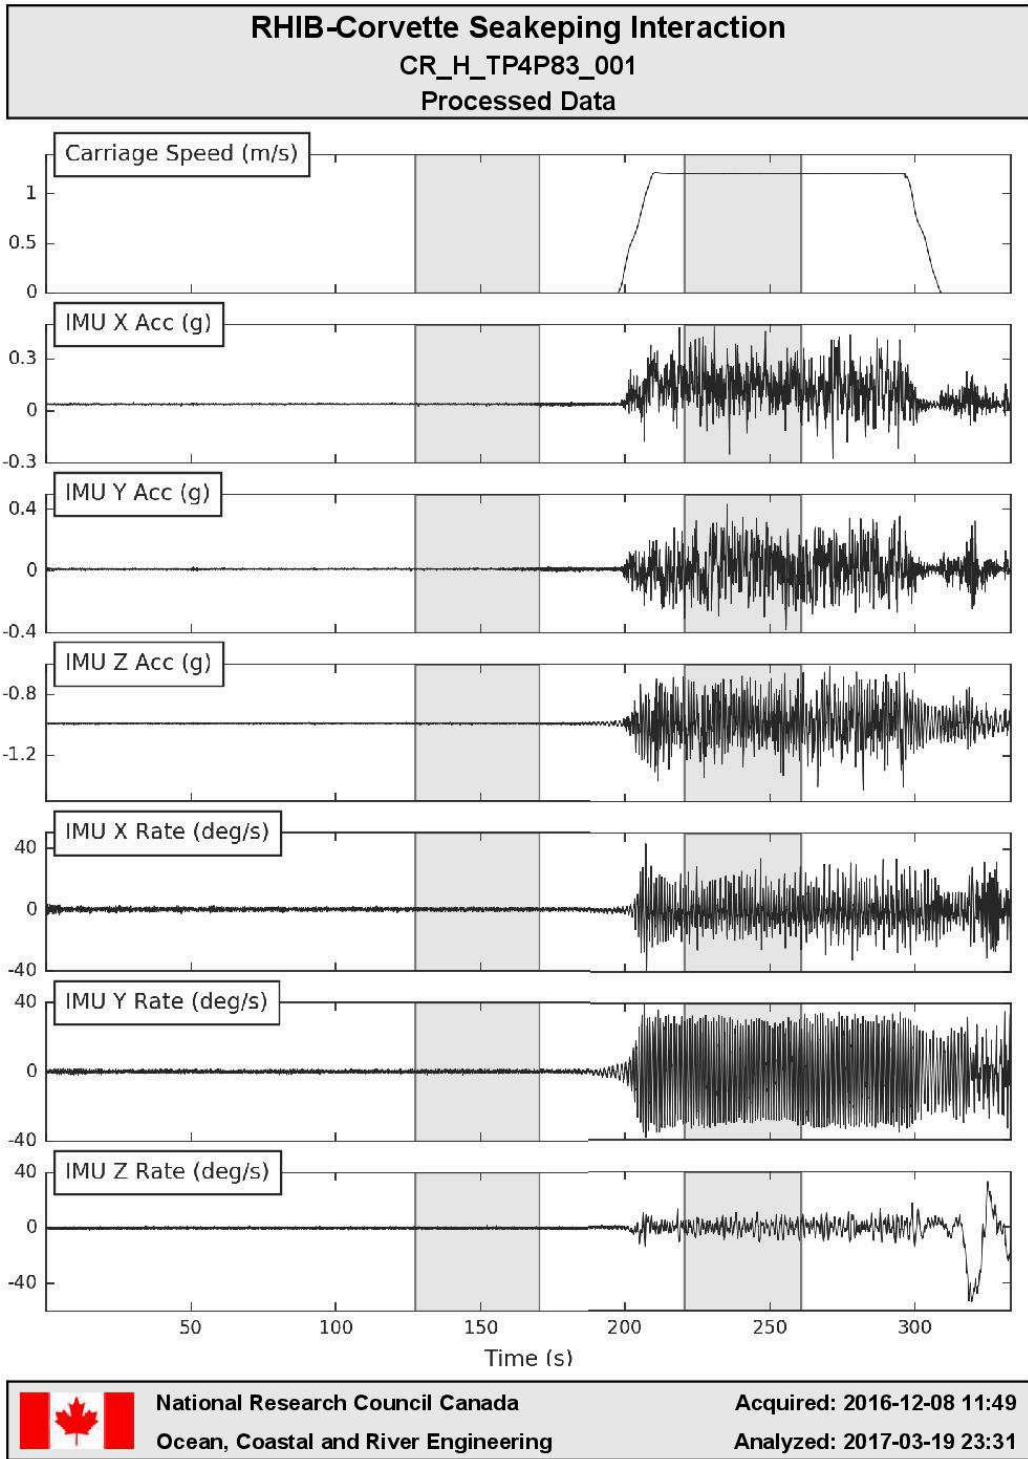 RHIB-Corvette Seakeping Interaction
CR_H_TP4P83_001
Processed Data
Carriage Speed (m/s)
1
0.5
0
IMU X Acc (g)
0.3
0
-0.3
IMU Y Acc (g)
0.4
0
-0.4
IMU Z Acc (g)
-0.8
-1.2
IMU X Rate (deg/s)
40
0
-40
IMU Y Rate (deg/s)
40
0
-40
IMU Z Rate (deg/s)
40
0
-40
50 100 150 200 250 300
Time (s)
National Research Council Canada Acquired: 2016-12-08 11:49
Ocean, Coastal and River Engineering Analyzed: 2017-03-19 23:31